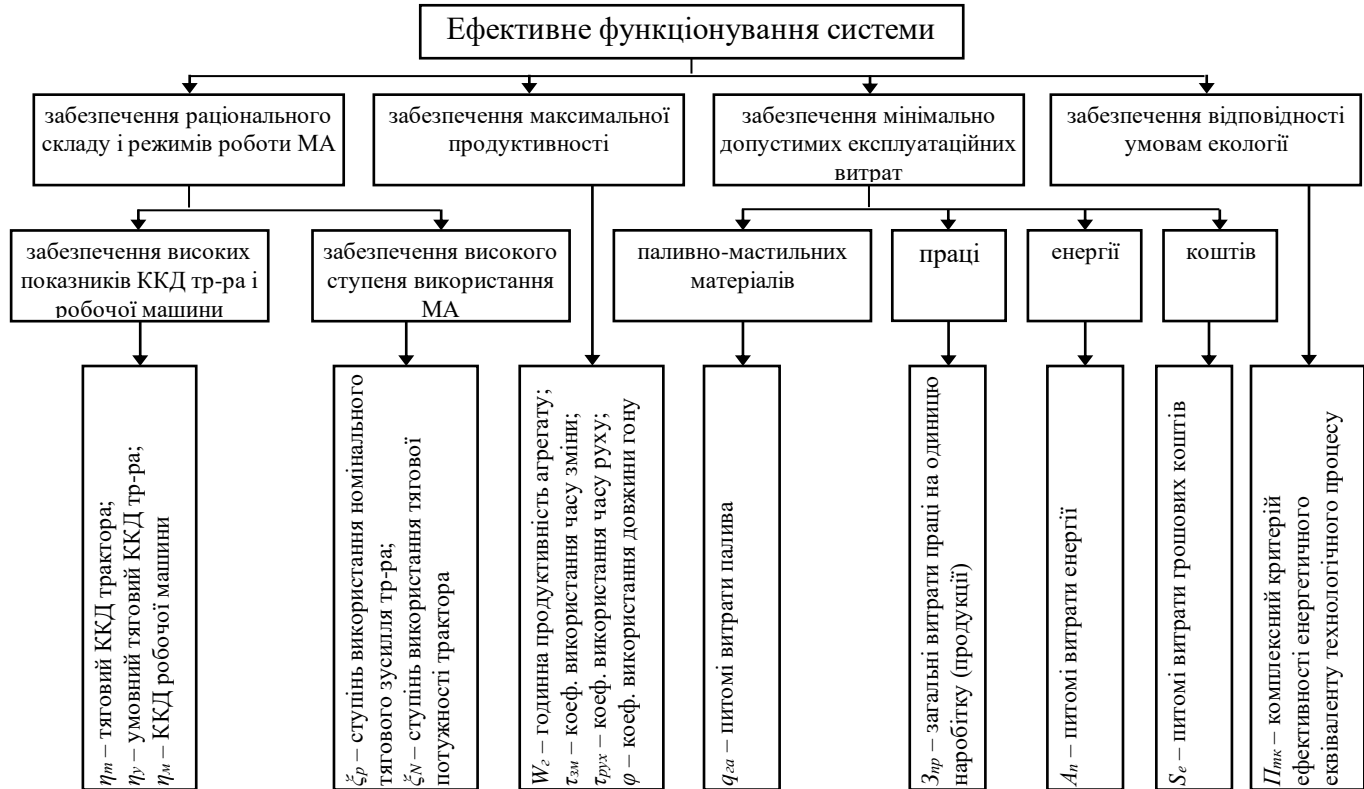 Ефективне функціонування системи
забезпечення раціонального
складу і режимів роботи МА
забезпечення максимальної
продуктивності
забезпечення мінімально
допустимих експлуатаційних
витрат
забезпечення відповідності
умовам екології
забезпечення високих
показників ККД тр-ра і
робочої машини
забезпечення високого
ступеня використання
МА
паливно-мастильних
матеріалів
праці
енергії
коштів
ηт – тяговий ККД трактора;
ηу – умовний тяговий ККД тр-ра;
ηм – ККД робочої машини
ξр – ступінь використання номінального
тягового зусилля тр-ра;
ξN – ступінь використання тягової
потужності трактора
Wг – годинна продуктивність агрегату;
τзм – коеф. використання часу зміни;
τрух – коеф. використання часу руху;
φ – коеф. використання довжини гону
qга – питомі витрати палива
Зпр – загальні витрати праці на одиницю
наробітку (продукції)
Ап – питомі витрати енергії
Sе – питомі витрати грошових коштів
Птк – комплексний критерій
ефективності енергетичного
еквіваленту технологічного процесу